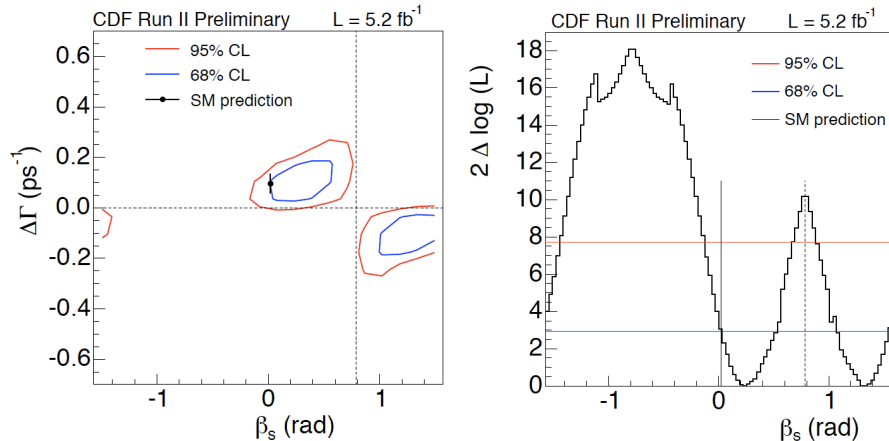 CDF Run II Preliminary L = 5.2 fb⁻¹
95% CL
68% CL
SM prediction
0.6
0.4
0.2
0.0
-0.2
-0.4
-0.6
ΔΓ (ps⁻¹)
-1 0 1
βₛ (rad)
CDF Run II Preliminary L = 5.2 fb⁻¹
95% CL
68% CL
SM prediction
18
16
14
12
10
8
6
4
2
0
2 Δ log (L)
-1 0 1
βₛ (rad)